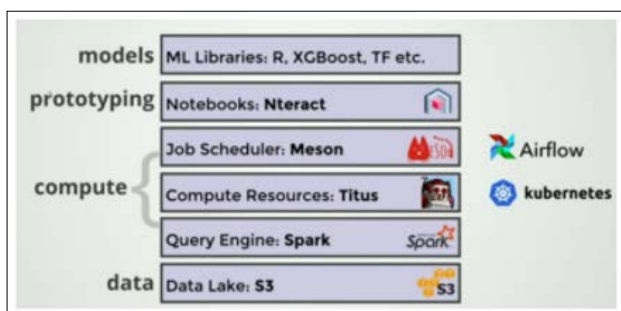 models
ML Libraries: R, XGBoost, TF etc.
prototyping
Notebooks: Nteract
Job Scheduler: Meson
Airflow
compute
Compute Resources: Titus
kubernetes
Query Engine: Spark
Spark
data
Data Lake: S3
S3